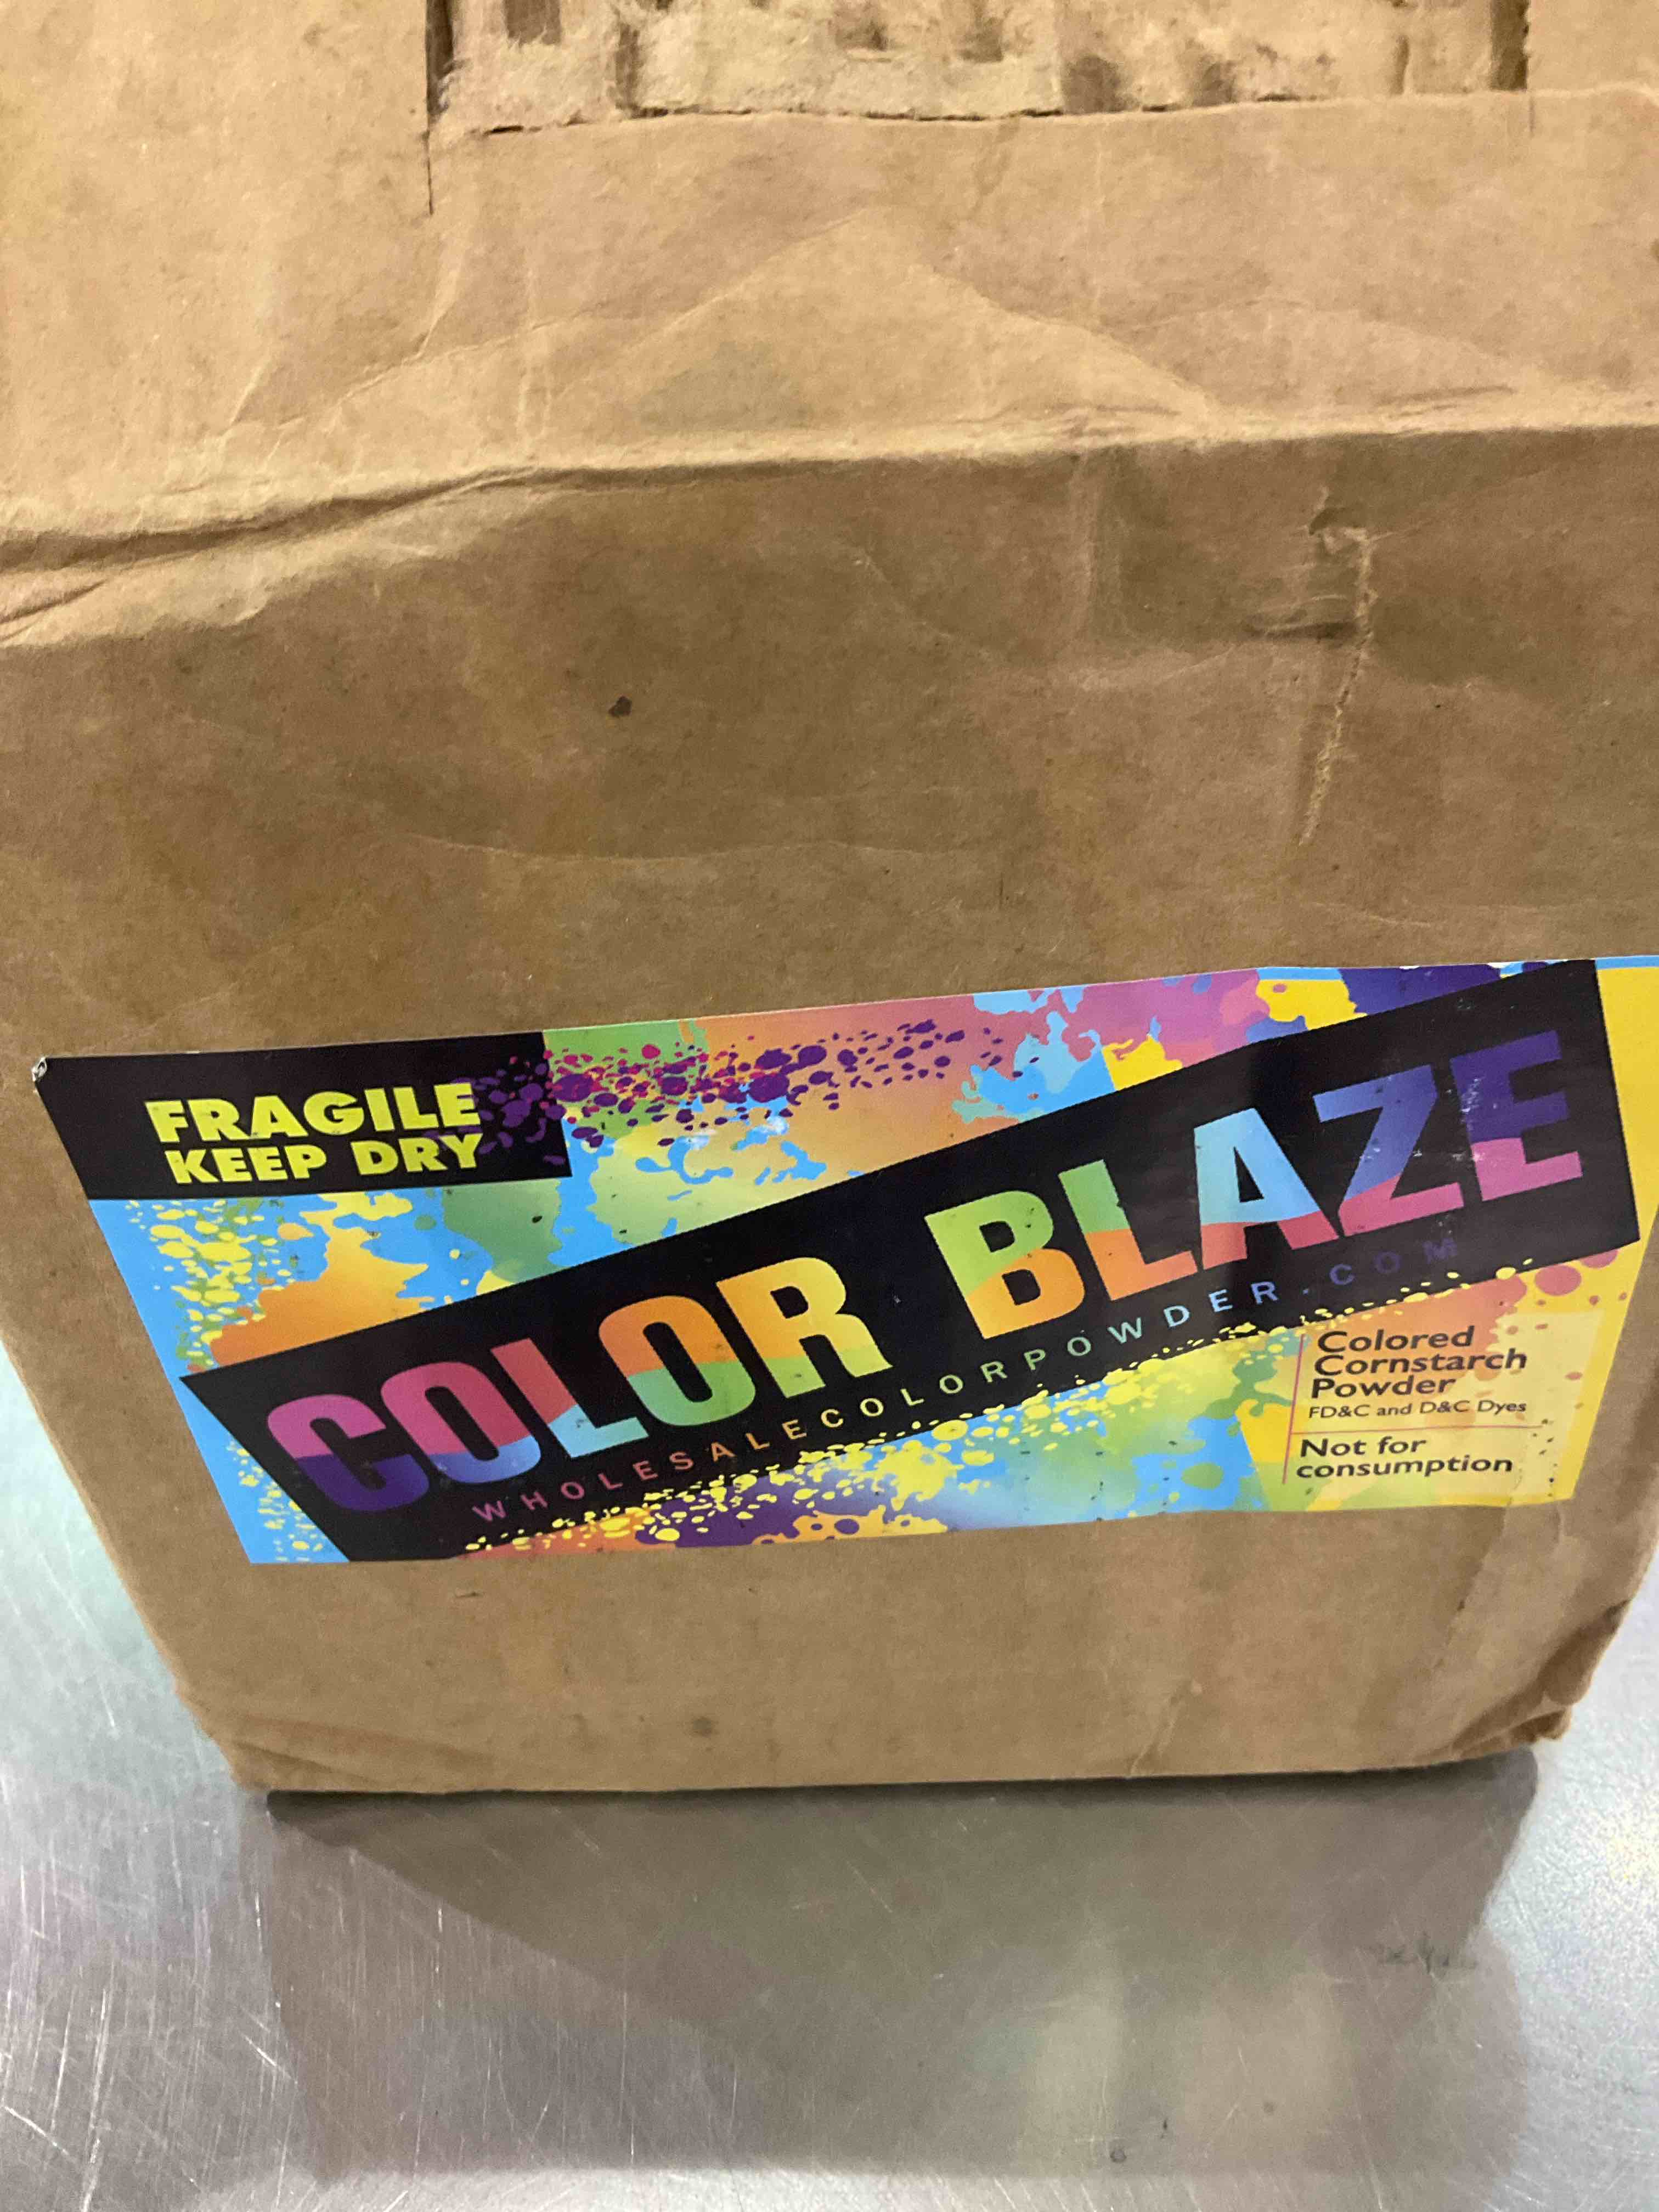 FRAGILE
KEEP DRY
COLOR BLAZE
WHOLESALECOLORPOWDER.COM
Colored
Cornstarch
Powder
FD&C and D&C Dyes
Not for
consumption